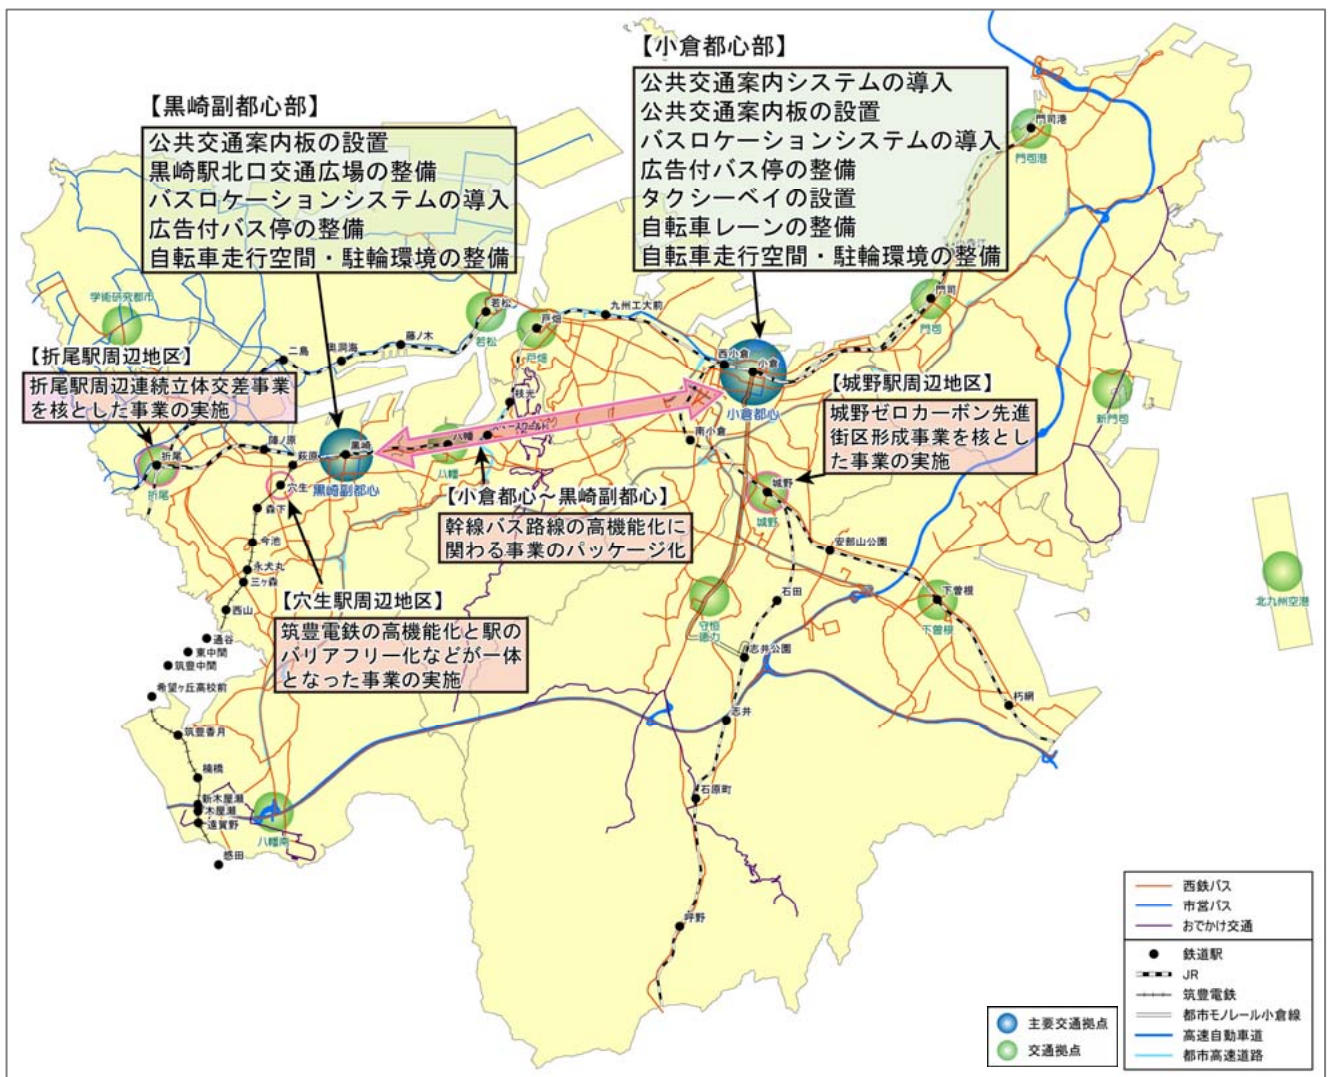 【小倉都心部】
公共交通案内システムの導入
公共交通案内板の設置
バスロケーションシステムの導入
広告付バス停の整備
タクシーベイの設置
自転車レーンの整備
自転車走行空間・駐輪環境の整備
【黒崎副都心部】
公共交通案内板の設置
黒崎駅北口交通広場の整備
バスロケーションシステムの導入
広告付バス停の整備
自転車走行空間・駐輪環境の整備
門司港
門司港
学術研究都市
若松
若松
戸畑
戸畑
九州工大前
門司
門司
藤ノ木
奥洞海
二島
【折尾駅周辺地区】
折尾駅周辺連続立体交差事業
を核とした事業の実施
西小倉
小倉
小倉都心
枝光
【城野駅周辺地区】
城野ゼロカーボン先進
街区形成事業を核とし
た事業の実施
新門司
南小倉
陣ノ原
黒崎
黒崎副都心
八幡
八幡
折尾
折尾
萩原
穴生
森下
今池
永犬丸
三ヶ森
西山
通谷
東中間
筑豊中間
希望ヶ丘高校前
【小倉都心～黒崎副都心】
幹線バス路線の高機能化に
関わる事業のパッケージ化
城野
城野
安部山公園
石田
守恒
徳力
下曽根
下曽根
北九州空港
【穴生駅周辺地区】
筑豊電鉄の高機能化と駅の
バリアフリー化などが一体
となった事業の実施
志井公園
志井
朽網
筑豊香月
楠橋
新木屋瀬
木屋瀬
遠賀野
感田
八幡南
石原町
呼野
西鉄バス
市営バス
おでかけ交通
鉄道駅
JR
筑豊電鉄
都市モノレール小倉線
高速自動車道
都市高速道路
主要交通拠点
交通拠点